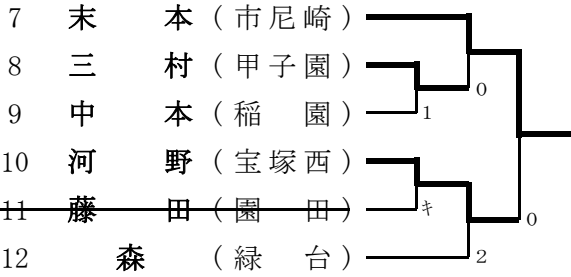 7 末 本 (市尼崎)
8 三 村 (甲子園) 0
9 中 本 (稲 園) 1
10 河 野 (宝塚西)
11 藤 田 (園 田) キ 0
12 森 (緑 台) 2